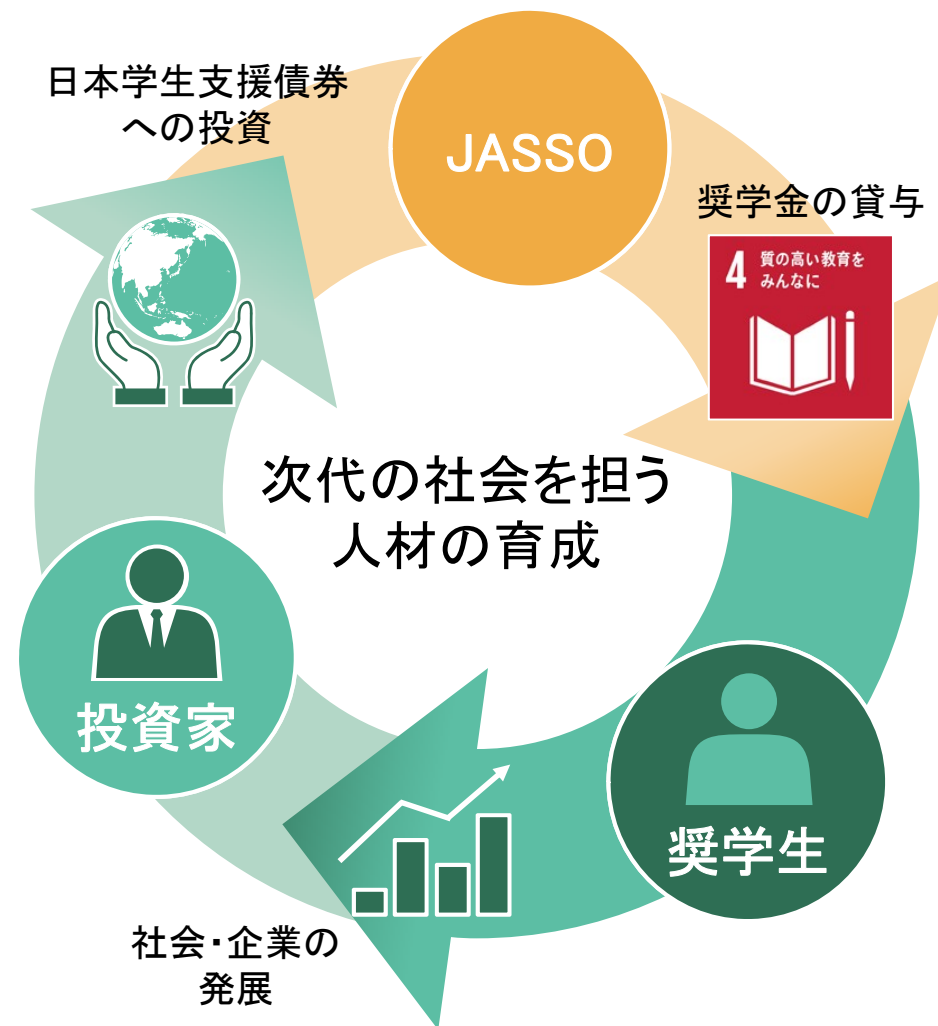 日本学生支援債券
への投資
JASSO
奨学金の貸与
4 質の高い教育を
みんなに
次代の社会を担う
人材の育成
投資家
奨学生
社会・企業の
発展